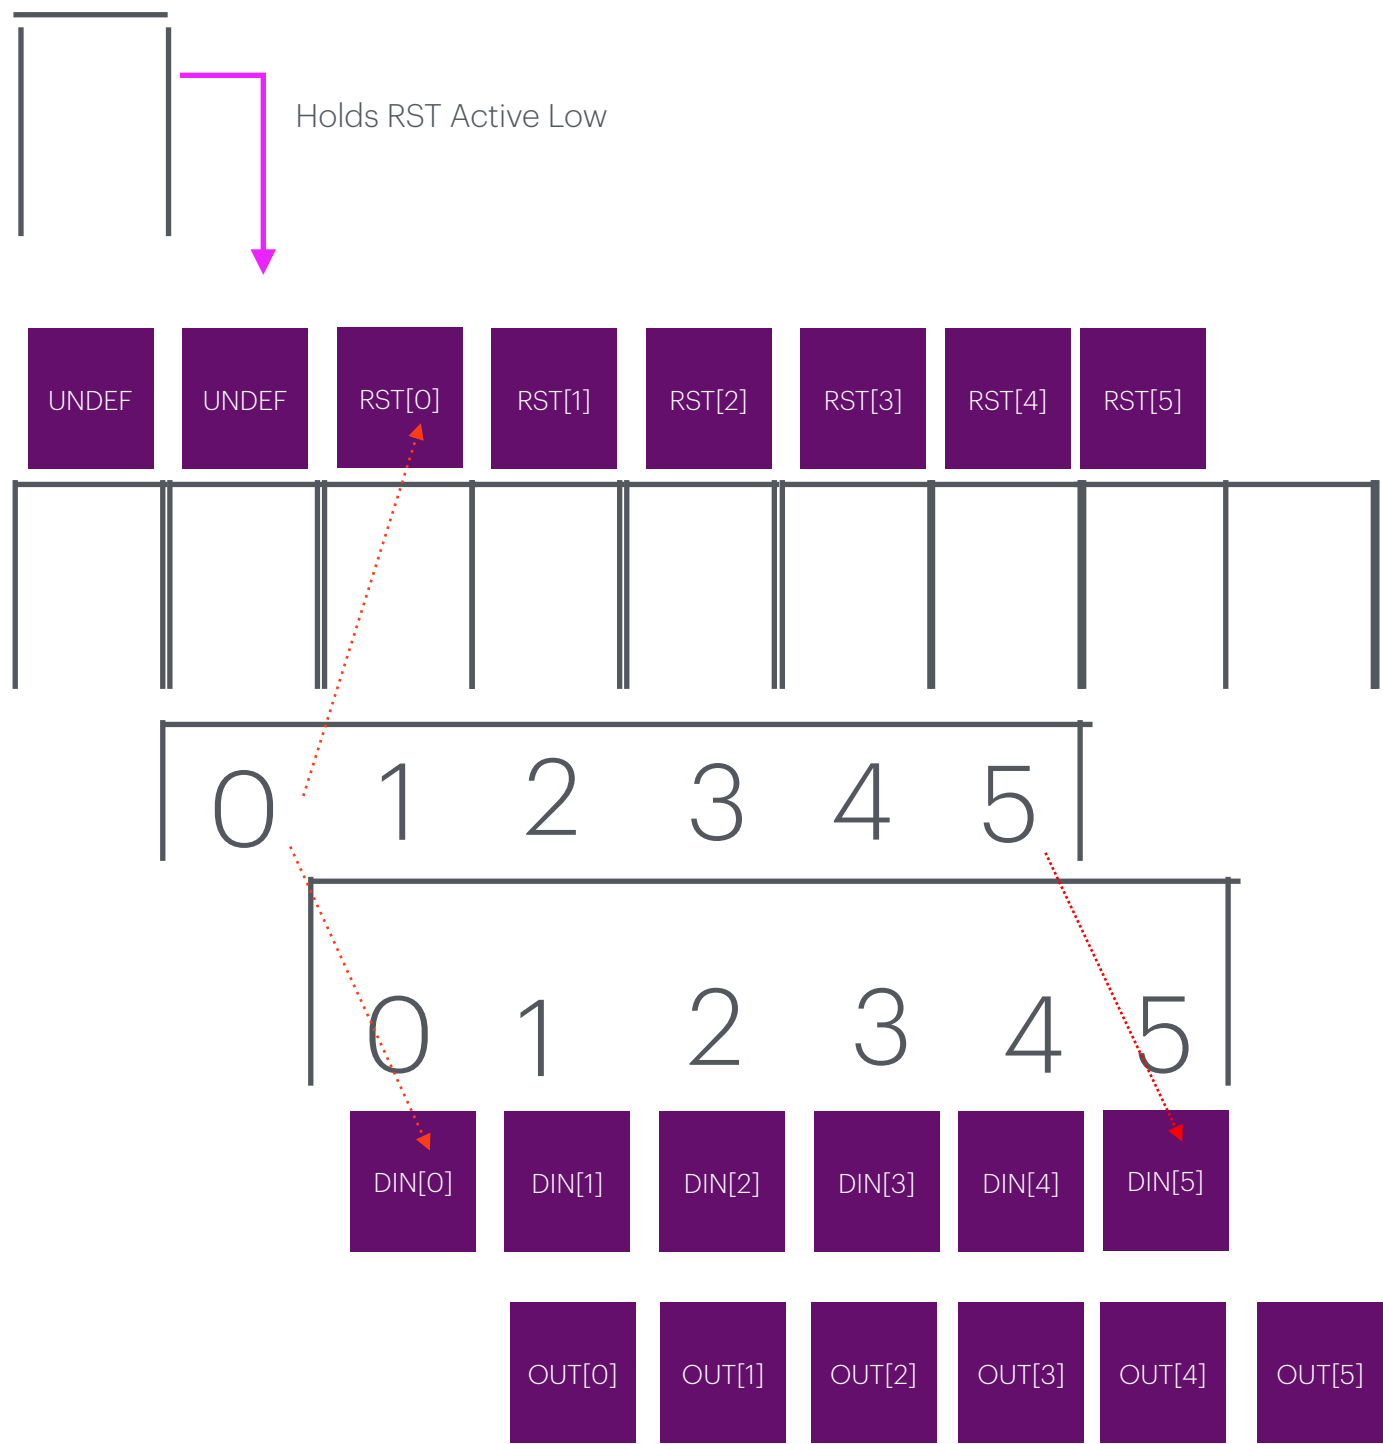 Holds RST Active Low
UNDEF UNDEF RST[0] RST[1] RST[2] RST[3] RST[4] RST[5]
0 1 2 3 4 5
0 1 2 3 4 5
DIN[0] DIN[1] DIN[2] DIN[3] DIN[4] DIN[5]
OUT[0] OUT[1] OUT[2] OUT[3] OUT[4] OUT[5]